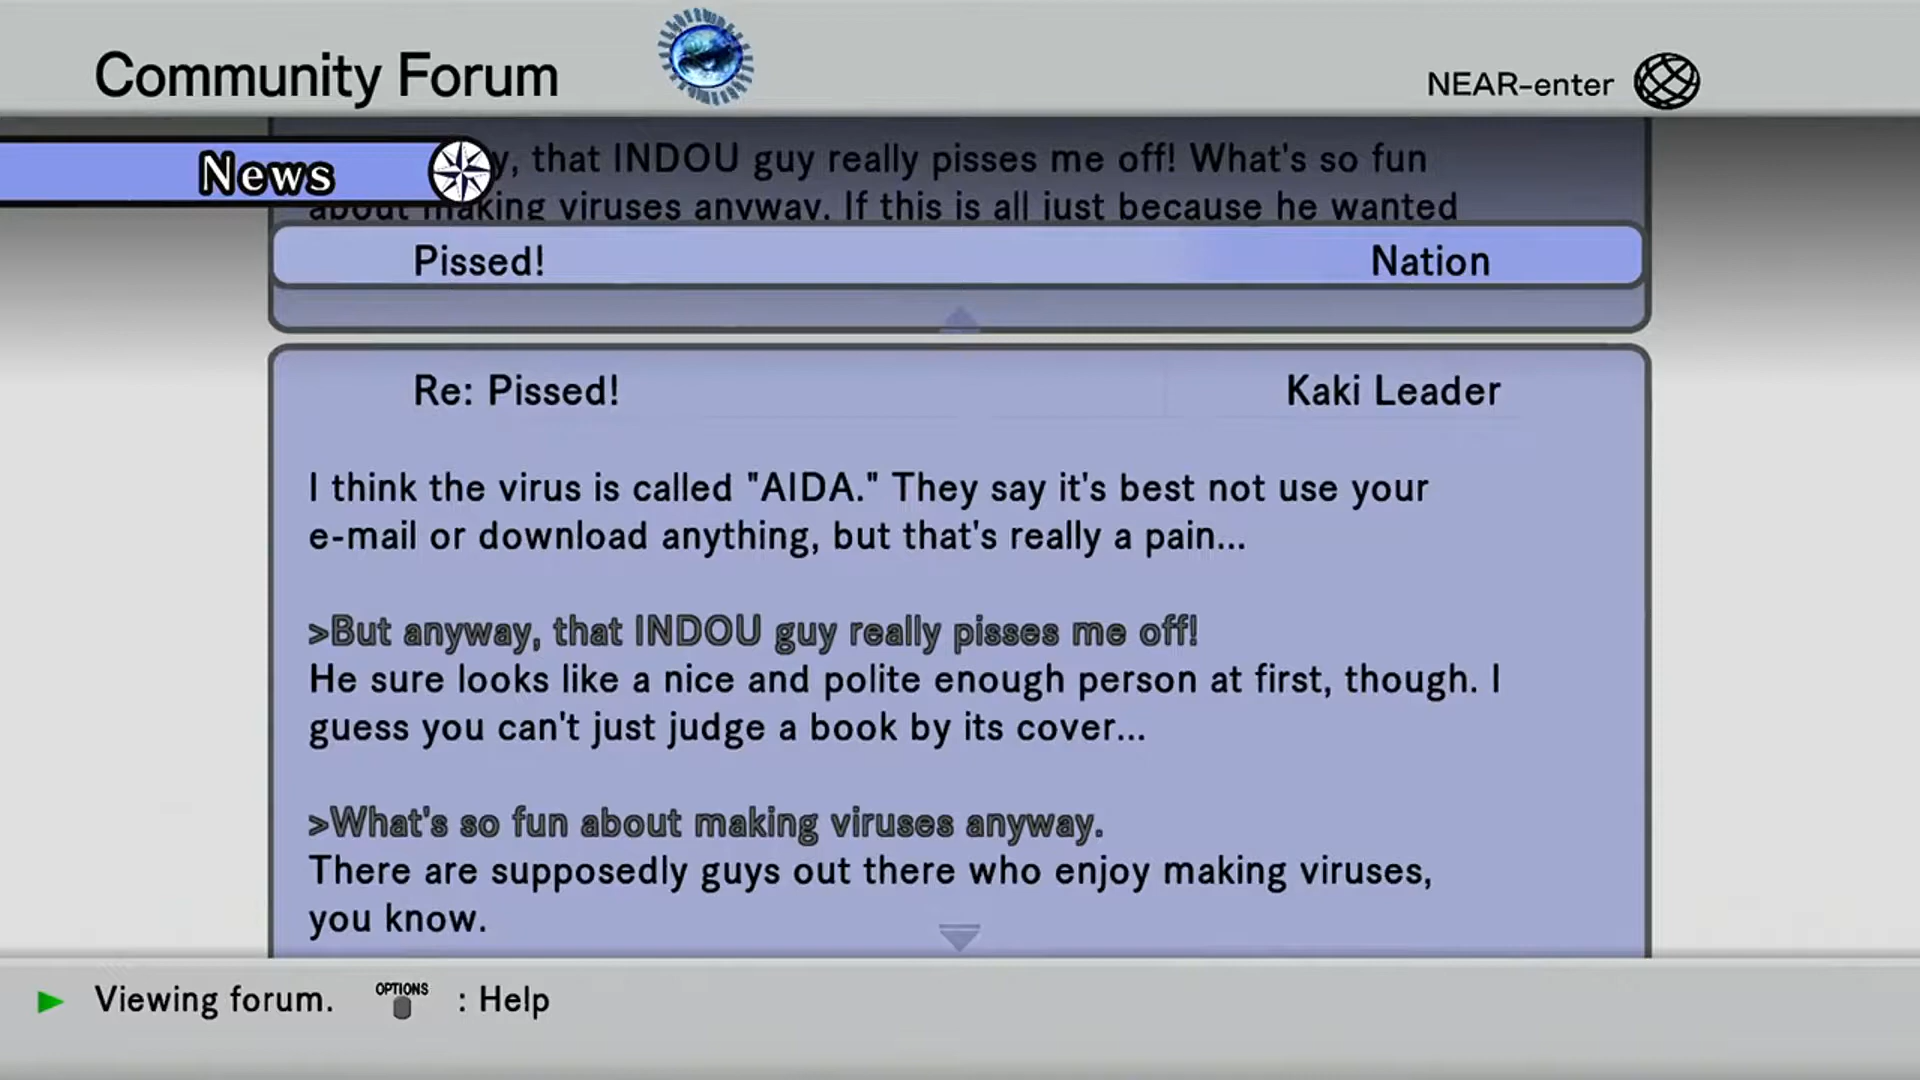 Community Forum
NEAR-enter
News
y, that INDOU guy really pisses me off! What's so fun
about making viruses anyway. If this is all just because he wanted
Pissed! Nation
Re: Pissed! Kaki Leader
I think the virus is called "AIDA." They say it's best not use your
e-mail or download anything, but that's really a pain...
>But anyway, that INDOU guy really pisses me off!
He sure looks like a nice and polite enough person at first, though. I
guess you can't just judge a book by its cover...
>What's so fun about making viruses anyway.
There are supposedly guys out there who enjoy making viruses,
you know.
Viewing forum. OPTIONS : Help